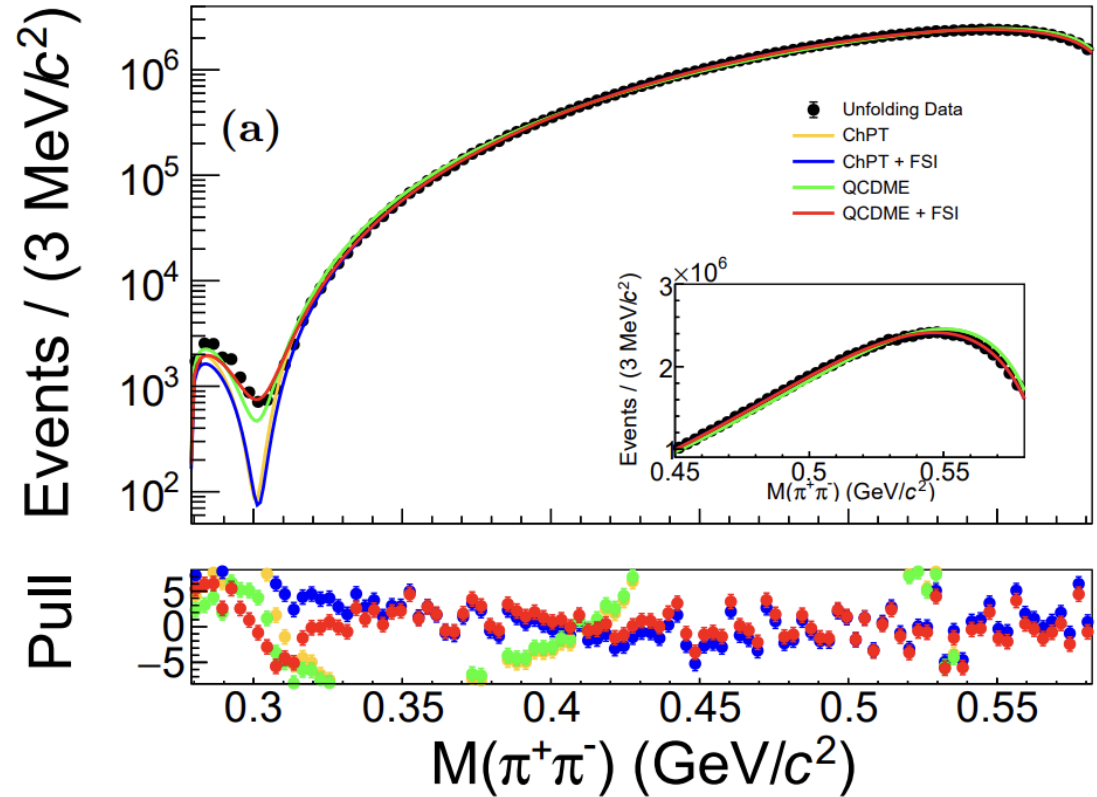 Events / (3 MeV/c²)
10⁶
10⁵
10⁴
10³
10²
(a)
Unfolding Data
ChPT
ChPT + FSI
QCDME
QCDME + FSI
3 ×10⁶
2
1
Events / (3 MeV/c²)
0.45 0.5 0.55
M(π⁺π⁻) (GeV/c²)
Pull
5
0
−5
0.3 0.35 0.4 0.45 0.5 0.55
M(π⁺π⁻) (GeV/c²)